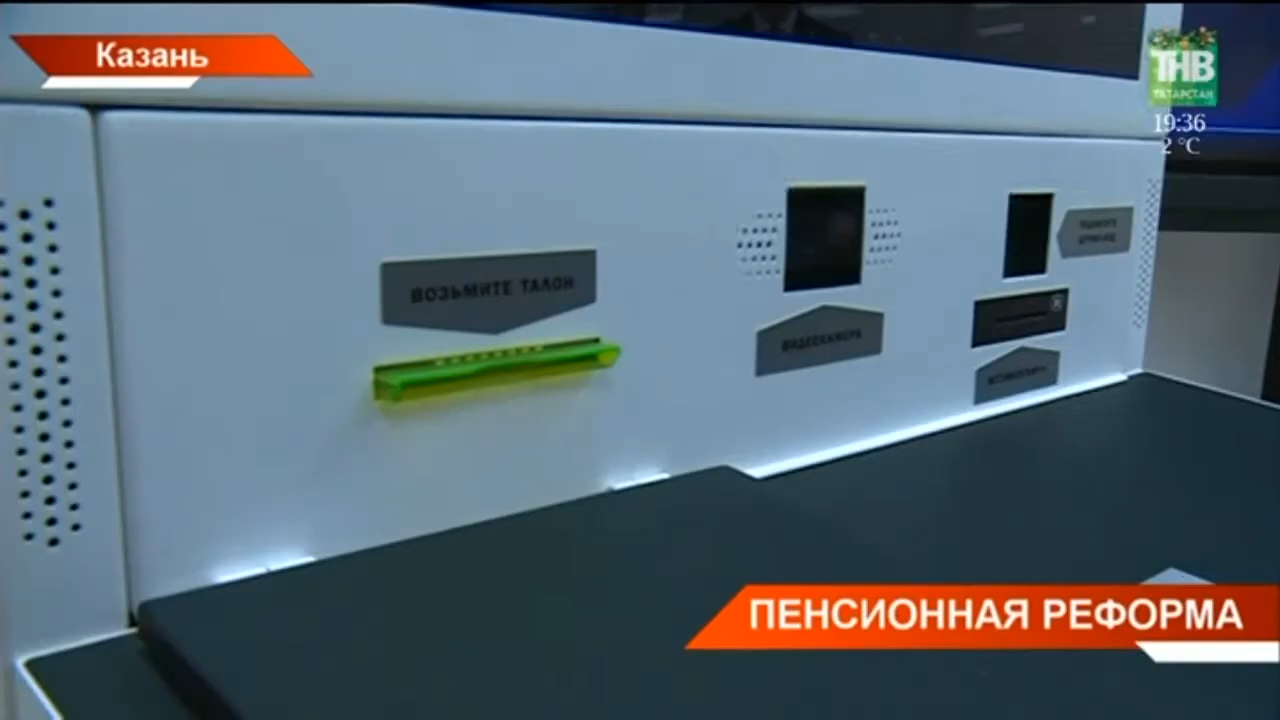 Казань
ТНВ
ТАТАРСТАН
19:36
2 °C
ВОЗЬМИТЕ ТАЛОН
ВИДЕОКАМЕРА
ПЕНСИОННАЯ РЕФОРМА